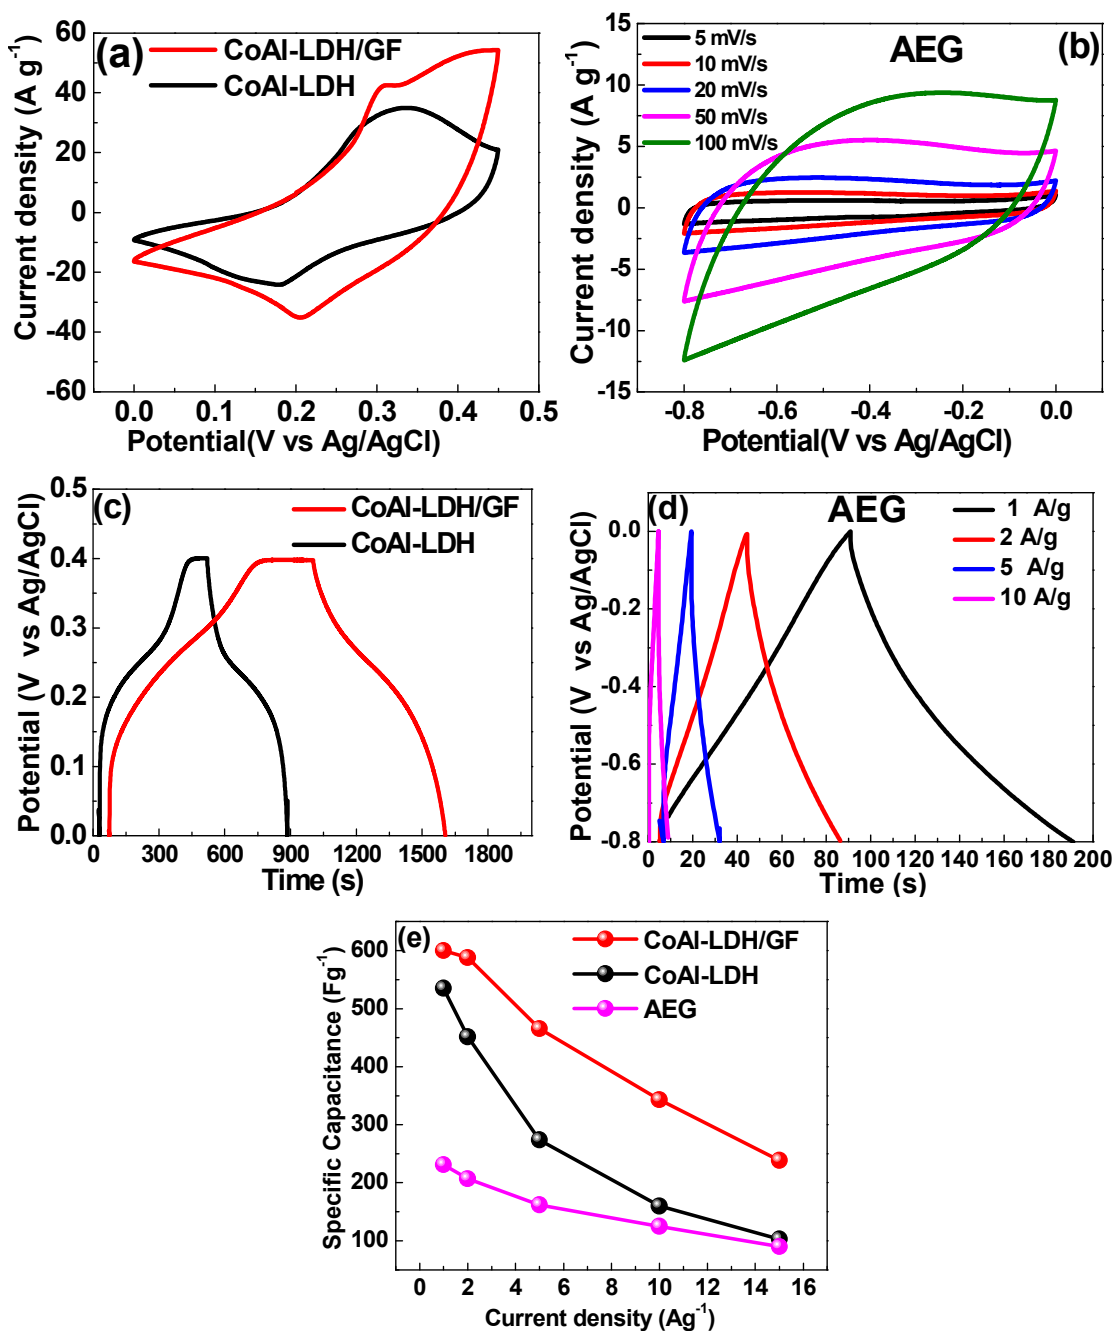 (a)
CoAl-LDH/GF
CoAl-LDH
Current density (A g⁻¹)
60
40
20
0
-20
-40
-60
0.0 0.1 0.2 0.3 0.4 0.5
Potential(V vs Ag/AgCl)
(b)
AEG
5 mV/s
10 mV/s
20 mV/s
50 mV/s
100 mV/s
Current density (A g⁻¹)
15
10
5
0
-5
-10
-15
-0.8 -0.6 -0.4 -0.2 0.0
Potential(V vs Ag/AgCl)
(c)
CoAl-LDH/GF
CoAl-LDH
Potential (V vs Ag/AgCl)
0.5
0.4
0.3
0.2
0.1
0.0
0 300 600 900 1200 1500 1800
Time (s)
(d)
AEG
1 A/g
2 A/g
5 A/g
10 A/g
Potential (V vs Ag/AgCl)
0.0
-0.2
-0.4
-0.6
-0.8
0 20 40 60 80 100 120 140 160 180 200
Time (s)
(e)
CoAl-LDH/GF
CoAl-LDH
AEG
Specific Capacitance (Fg⁻¹)
600
500
400
300
200
100
0 2 4 6 8 10 12 14 16
Current density (Ag⁻¹)